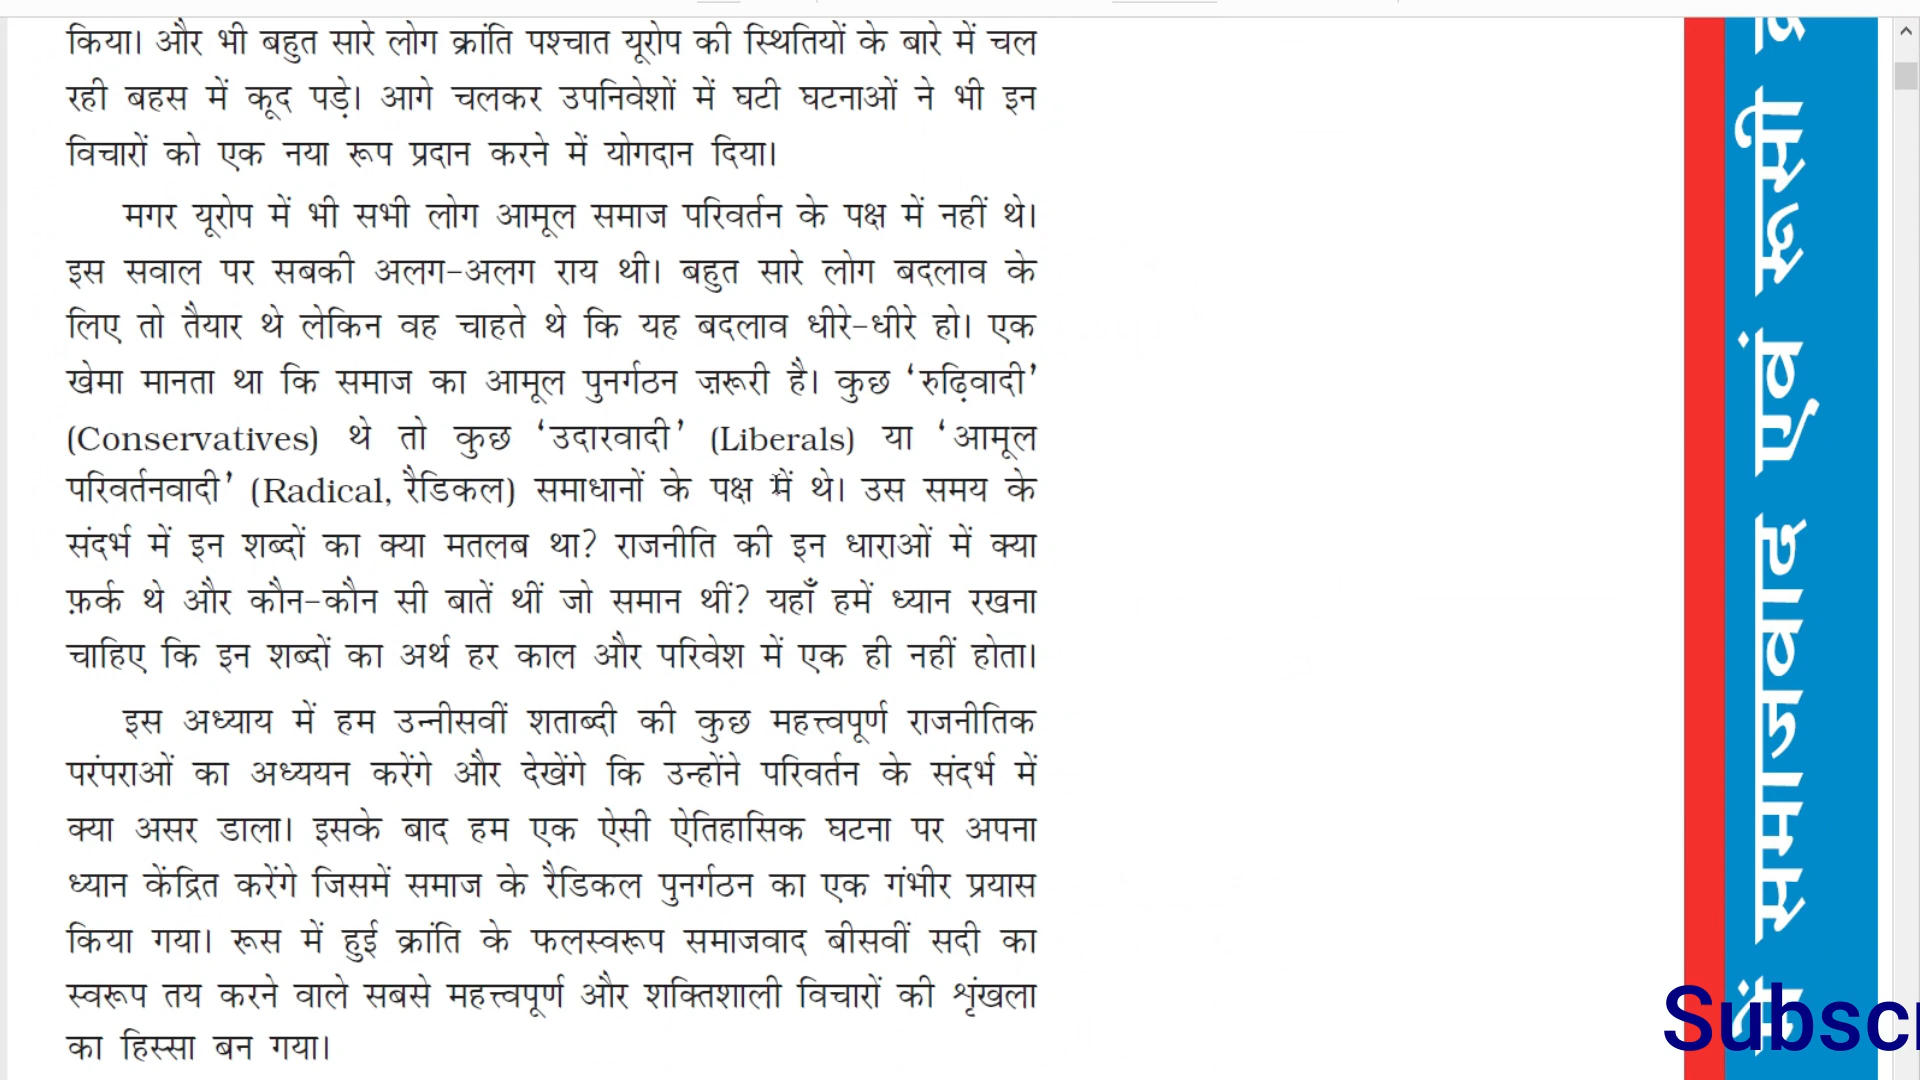 किया। और भी बहुत सारे लोग क्रांति पश्चात यूरोप की स्थितियों के बारे में चल
रही बहस में कूद पड़े। आगे चलकर उपनिवेशों में घटी घटनाओं ने भी इन
विचारों को एक नया रूप प्रदान करने में योगदान दिया।
मगर यूरोप में भी सभी लोग आमूल समाज परिवर्तन के पक्ष में नहीं थे।
इस सवाल पर सबकी अलग-अलग राय थी। बहुत सारे लोग बदलाव के
लिए तो तैयार थे लेकिन वह चाहते थे कि यह बदलाव धीरे-धीरे हो। एक
खेमा मानता था कि समाज का आमूल पुनर्गठन ज़रूरी है। कुछ ‘रुढ़िवादी’
(Conservatives) थे तो कुछ ‘उदारवादी’ (Liberals) या ‘आमूल
परिवर्तनवादी’ (Radical, रैडिकल) समाधानों के पक्ष में थे। उस समय के
संदर्भ में इन शब्दों का क्या मतलब था? राजनीति की इन धाराओं में क्या
फ़र्क थे और कौन-कौन सी बातें थीं जो समान थीं? यहाँ हमें ध्यान रखना
चाहिए कि इन शब्दों का अर्थ हर काल और परिवेश में एक ही नहीं होता।
इस अध्याय में हम उन्नीसवीं शताब्दी की कुछ महत्त्वपूर्ण राजनीतिक
परंपराओं का अध्ययन करेंगे और देखेंगे कि उन्होंने परिवर्तन के संदर्भ में
क्या असर डाला। इसके बाद हम एक ऐसी ऐतिहासिक घटना पर अपना
ध्यान केंद्रित करेंगे जिसमें समाज के रैडिकल पुनर्गठन का एक गंभीर प्रयास
किया गया। रूस में हुई क्रांति के फलस्वरूप समाजवाद बीसवीं सदी का
स्वरूप तय करने वाले सबसे महत्त्वपूर्ण और शक्तिशाली विचारों की शृंखला
का हिस्सा बन गया।
में समाजवाद एवं रूसी
Subsc